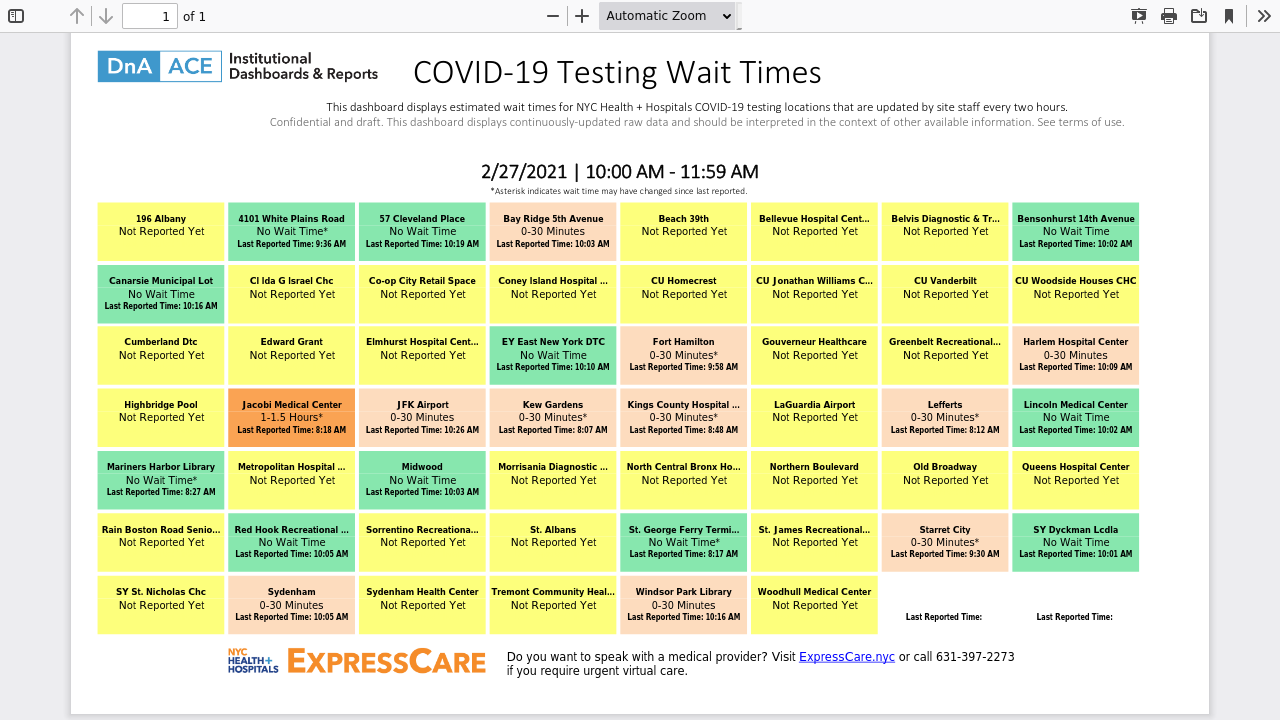 1 of 1
Automatic Zoom
DnA ACE Institutional Dashboards & Reports
COVID-19 Testing Wait Times
This dashboard displays estimated wait times for NYC Health + Hospitals COVID-19 testing locations that are updated by site staff every two hours.
Confidential and draft. This dashboard displays continuously-updated raw data and should be interpreted in the context of other available information. See terms of use.
2/27/2021 | 10:00 AM - 11:59 AM
*Asterisk indicates wait time may have changed since last reported.
196 Albany
Not Reported Yet
4101 White Plains Road
No Wait Time*
Last Reported Time: 9:36 AM
57 Cleveland Place
No Wait Time
Last Reported Time: 10:19 AM
Bay Ridge 5th Avenue
0-30 Minutes
Last Reported Time: 10:03 AM
Beach 39th
Not Reported Yet
Bellevue Hospital Cent...
Not Reported Yet
Belvis Diagnostic & Tr...
Not Reported Yet
Bensonhurst 14th Avenue
No Wait Time
Last Reported Time: 10:02 AM
Canarsie Municipal Lot
No Wait Time
Last Reported Time: 10:16 AM
Cl Ida G Israel Chc
Not Reported Yet
Co-op City Retail Space
Not Reported Yet
Coney Island Hospital ...
Not Reported Yet
CU Homecrest
Not Reported Yet
CU Jonathan Williams C...
Not Reported Yet
CU Vanderbilt
Not Reported Yet
CU Woodside Houses CHC
Not Reported Yet
Cumberland Dtc
Not Reported Yet
Edward Grant
Not Reported Yet
Elmhurst Hospital Cent...
Not Reported Yet
EY East New York DTC
No Wait Time
Last Reported Time: 10:10 AM
Fort Hamilton
0-30 Minutes*
Last Reported Time: 9:58 AM
Gouverneur Healthcare
Not Reported Yet
Greenbelt Recreational...
Not Reported Yet
Harlem Hospital Center
0-30 Minutes
Last Reported Time: 10:09 AM
Highbridge Pool
Not Reported Yet
Jacobi Medical Center
1-1.5 Hours*
Last Reported Time: 8:18 AM
JFK Airport
0-30 Minutes
Last Reported Time: 10:26 AM
Kew Gardens
0-30 Minutes*
Last Reported Time: 8:07 AM
Kings County Hospital ...
0-30 Minutes*
Last Reported Time: 8:48 AM
LaGuardia Airport
Not Reported Yet
Lefferts
0-30 Minutes*
Last Reported Time: 8:12 AM
Lincoln Medical Center
No Wait Time
Last Reported Time: 10:02 AM
Mariners Harbor Library
No Wait Time*
Last Reported Time: 8:27 AM
Metropolitan Hospital ...
Not Reported Yet
Midwood
No Wait Time
Last Reported Time: 10:03 AM
Morrisania Diagnostic ...
Not Reported Yet
North Central Bronx Ho...
Not Reported Yet
Northern Boulevard
Not Reported Yet
Old Broadway
Not Reported Yet
Queens Hospital Center
Not Reported Yet
Rain Boston Road Senio...
Not Reported Yet
Red Hook Recreational ...
No Wait Time
Last Reported Time: 10:05 AM
Sorrentino Recreationa...
Not Reported Yet
St. Albans
Not Reported Yet
St. George Ferry Termi...
No Wait Time*
Last Reported Time: 8:17 AM
St. James Recreational...
Not Reported Yet
Starret City
0-30 Minutes*
Last Reported Time: 9:30 AM
SY Dyckman Lcdla
No Wait Time
Last Reported Time: 10:01 AM
SY St. Nicholas Chc
Not Reported Yet
Sydenham
0-30 Minutes
Last Reported Time: 10:05 AM
Sydenham Health Center
Not Reported Yet
Tremont Community Heal...
Not Reported Yet
Windsor Park Library
0-30 Minutes
Last Reported Time: 10:16 AM
Woodhull Medical Center
Not Reported Yet
Last Reported Time:
Last Reported Time:
NYC
HEALTH+
HOSPITALS
EXPRESSCARE
Do you want to speak with a medical provider? Visit ExpressCare.nyc or call 631-397-2273
if you require urgent virtual care.